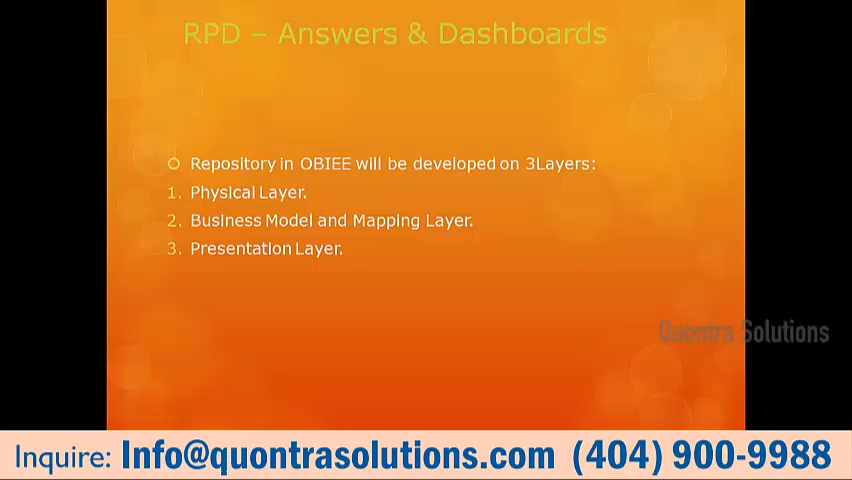 RPD – Answers & Dashboards
Repository in OBIEE will be developed on 3Layers:
1. Physical Layer.
2. Business Model and Mapping Layer.
3. Presentation Layer.
Quontra Solutions
Inquire: Info@quontrasolutions.com (404) 900-9988